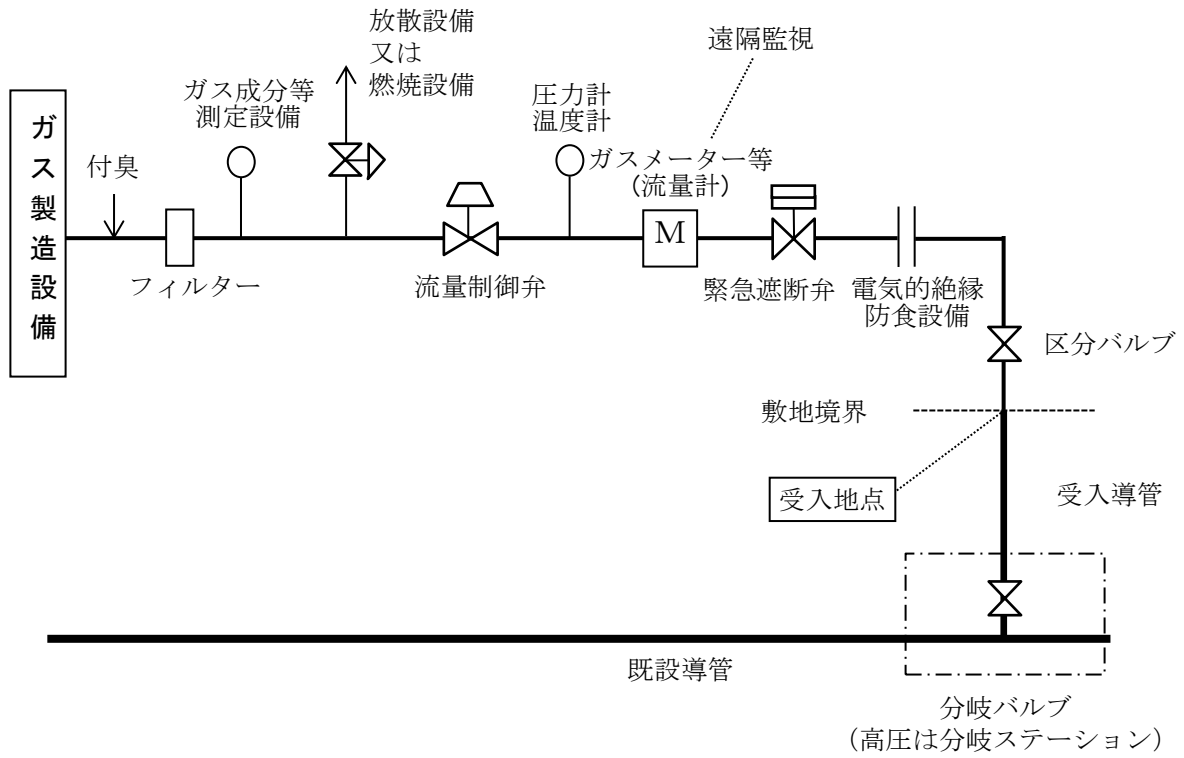 放散設備
又は
燃焼設備
遠隔監視
ガス成分等
測定設備
圧力計
温度計
ガス製造設備
付臭
ガスメーター等
(流量計)
M
フィルター
流量制御弁
緊急遮断弁
電気的絶縁
防食設備
区分バルブ
敷地境界
受入地点
受入導管
既設導管
分岐バルブ
(高圧は分岐ステーション)